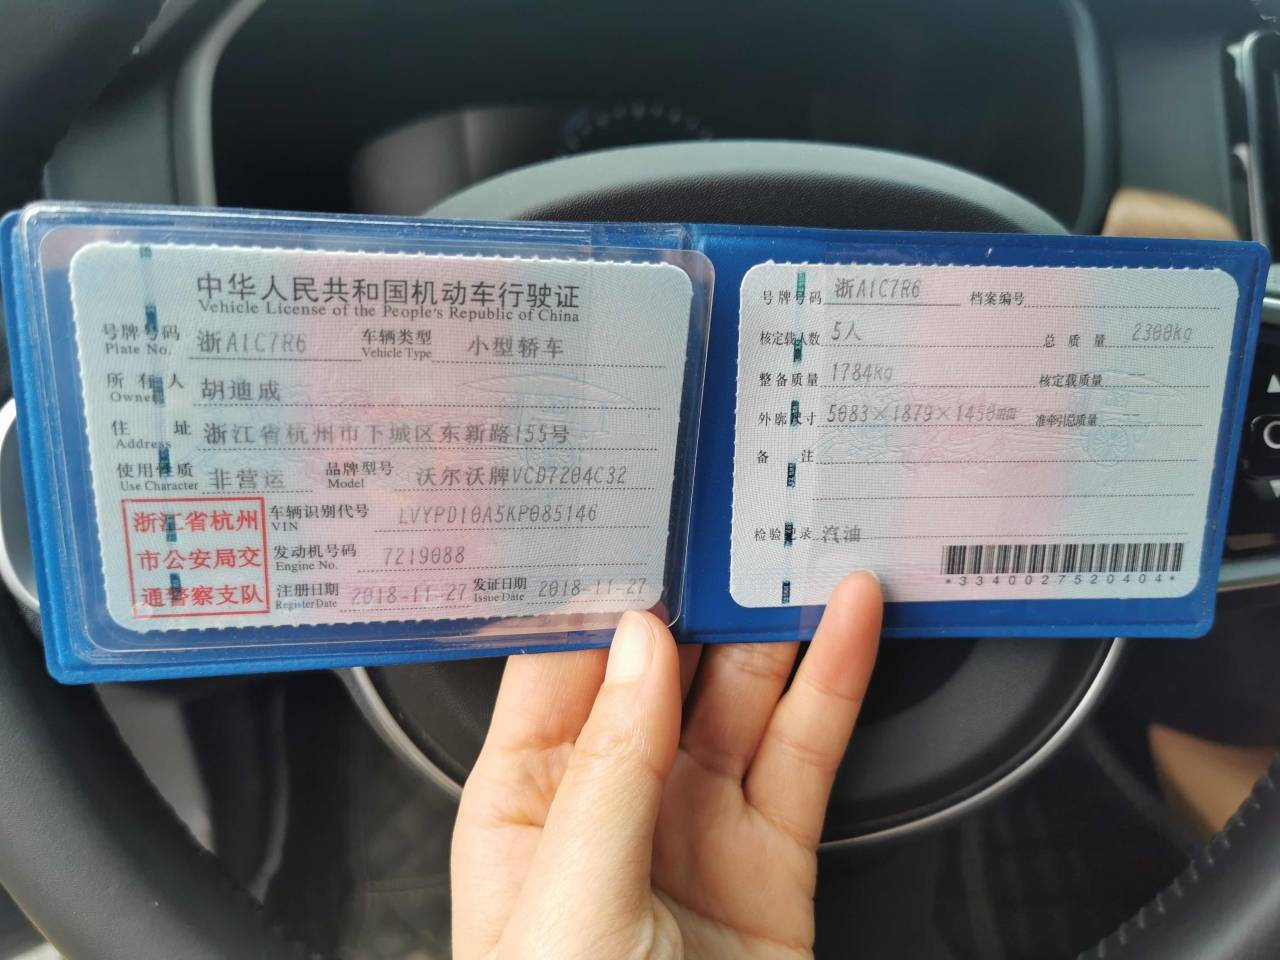 中华人民共和国机动车行驶证
Vehicle License of the People's Republic of China
号牌号码 浙A1C7R6 车辆类型 小型轿车
Plate No. Vehicle Type
所有人 胡迪威
Owner
住址 浙江省杭州市下城区东新路155号
Address
使用性质 非营运 品牌型号 沃尔沃牌VCD7204C32
Use Character Model
浙江省杭州
市公安局交
通警察支队
车辆识别代号 LVYPD10A5KP085146
VIN
发动机号码 7219088
Engine No.
注册日期 2018-11-27 发证日期 2018-11-27
Register Date Issue Date
号牌号码 浙A1C7R6 档案编号
核定载人数 5人 总质量 2300kg
整备质量 1784kg 核定载质量 --
外廓尺寸 5083×1879×1450mm 准牵引总质量 --
备注
检验记录 汽油
*3340027520404*